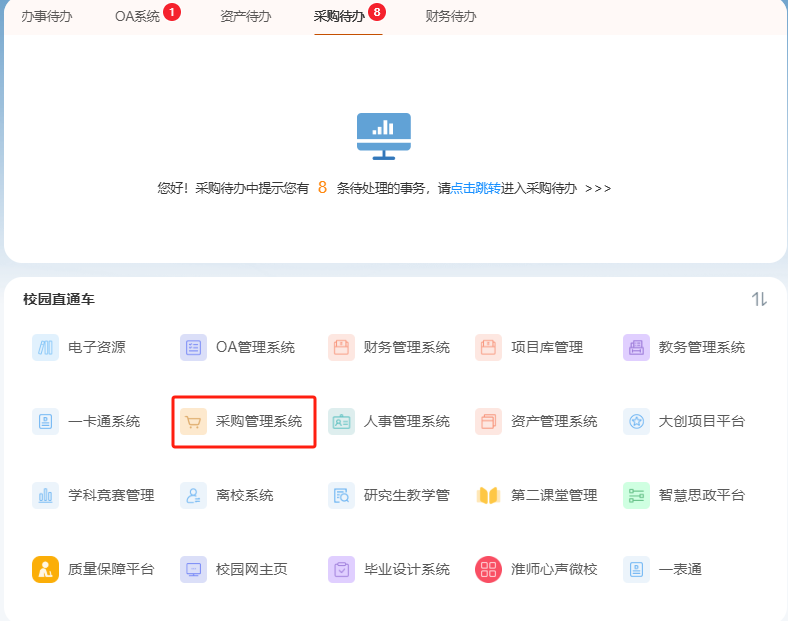 办事待办 OA系统 1 资产待办 采购待办 8 财务待办
您好！采购待办中提示您有 8 条待处理的事务，请点击跳转进入采购待办 >>>
校园直通车
电子资源 OA管理系统 财务管理系统 项目库管理 教务管理系统
一卡通系统 采购管理系统 人事管理系统 资产管理系统 大创项目平台
学科竞赛管理 离校系统 研究生教学管 第二课堂管理 智慧思政平台
质量保障平台 校园网主页 毕业设计系统 淮师心声微校 一表通